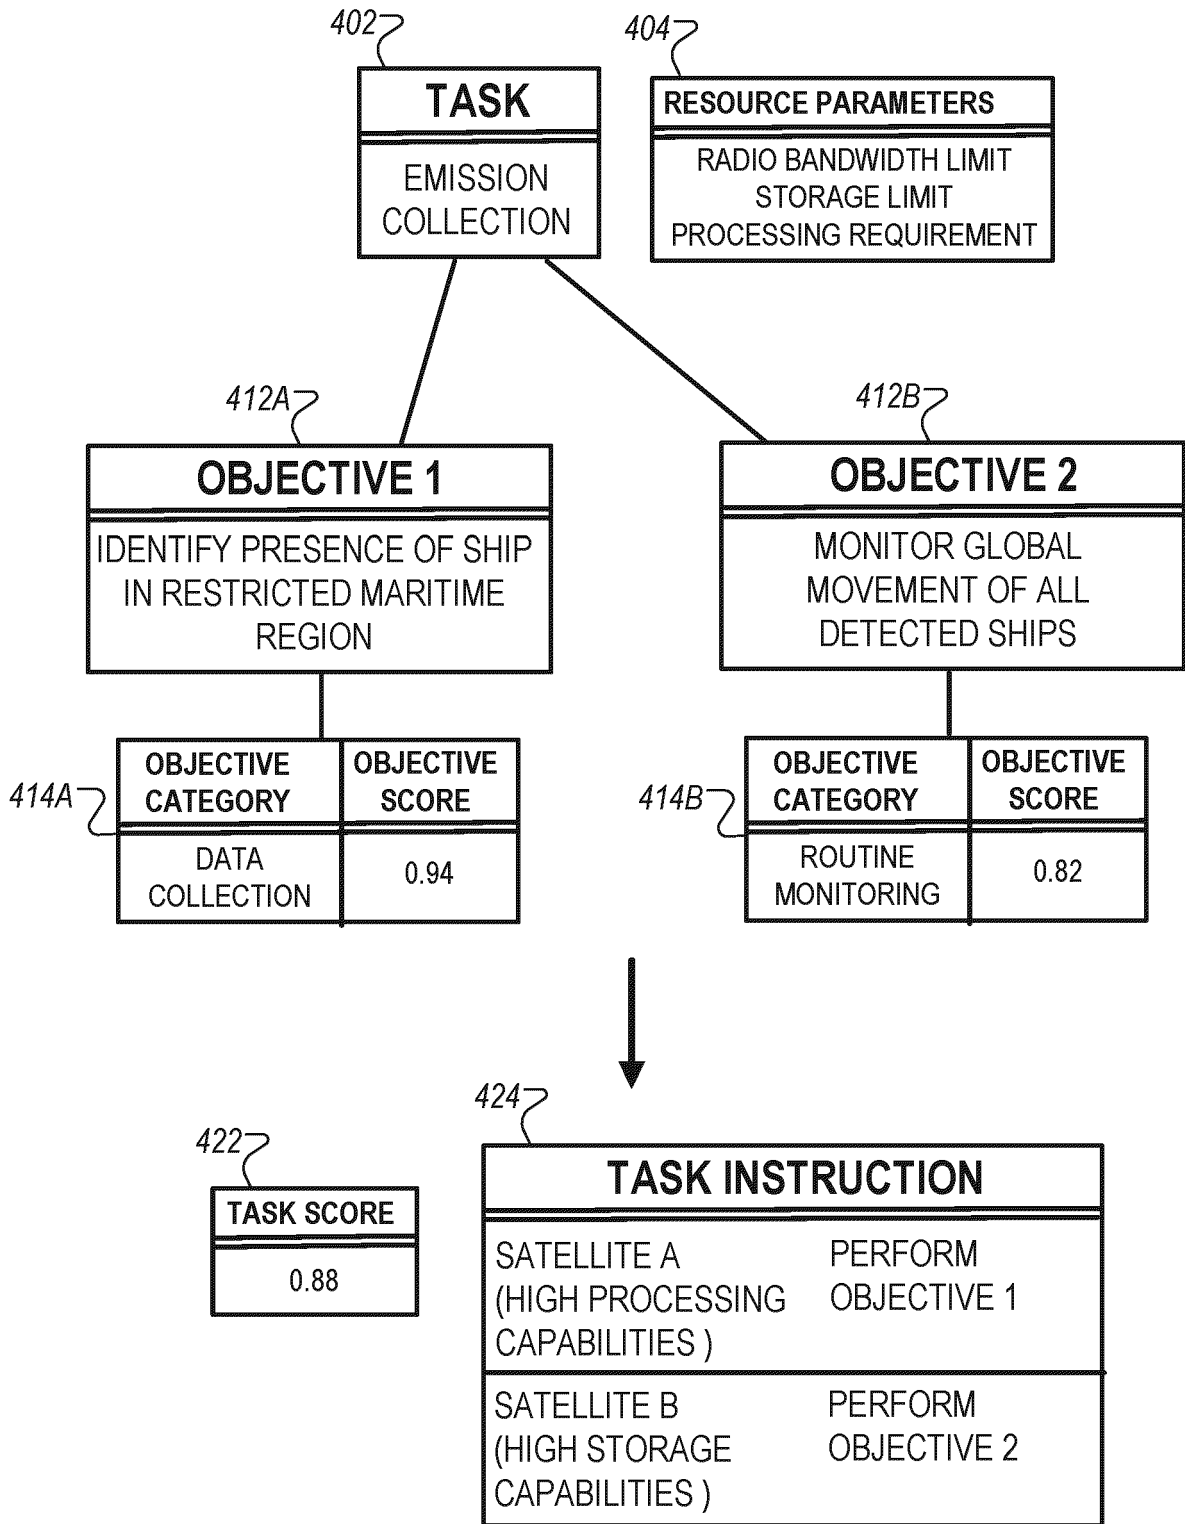 402
404
TASK
EMISSION
COLLECTION
RESOURCE PARAMETERS
RADIO BANDWIDTH LIMIT
STORAGE LIMIT
PROCESSING REQUIREMENT
412A
412B
OBJECTIVE 1
IDENTIFY PRESENCE OF SHIP
IN RESTRICTED MARITIME
REGION
OBJECTIVE 2
MONITOR GLOBAL
MOVEMENT OF ALL
DETECTED SHIPS
414A
OBJECTIVE
CATEGORY
OBJECTIVE
SCORE
DATA
COLLECTION
0.94
414B
OBJECTIVE
CATEGORY
OBJECTIVE
SCORE
ROUTINE
MONITORING
0.82
422
TASK SCORE
0.88
424
TASK INSTRUCTION
SATELLITE A
(HIGH PROCESSING
CAPABILITIES )
PERFORM
OBJECTIVE 1
SATELLITE B
(HIGH STORAGE
CAPABILITIES )
PERFORM
OBJECTIVE 2